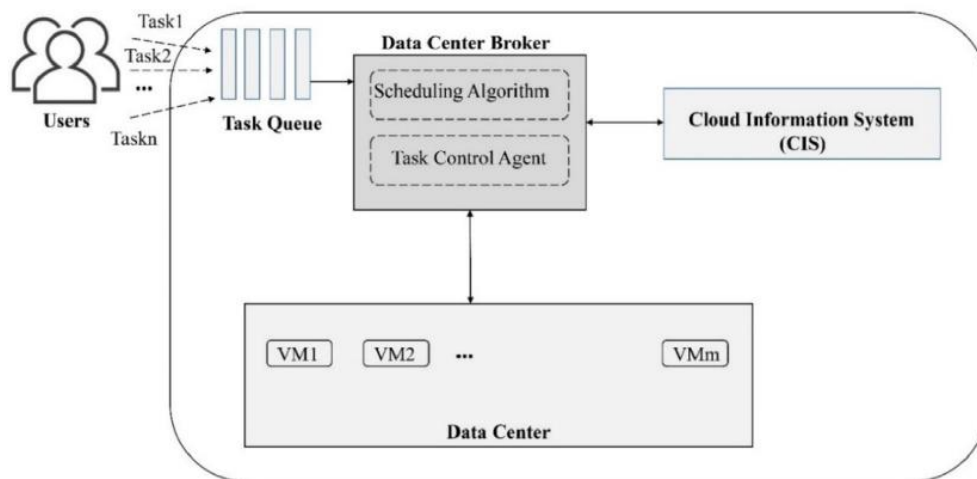 Task1
Task2
...
Taskn
Users
Task Queue
Data Center Broker
Scheduling Algorithm
Task Control Agent
Cloud Information System
(CIS)
VM1
VM2
...
VMm
Data Center